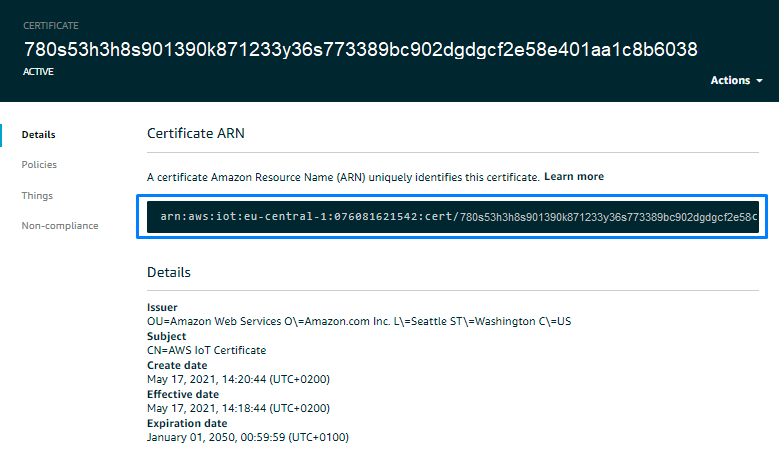 CERTIFICATE
780s53h3h8s901390k871233y36s773389bc902dgdgcf2e58e401aa1c8b6038
ACTIVE
Actions
Details
Policies
Things
Non-compliance
Certificate ARN
A certificate Amazon Resource Name (ARN) uniquely identifies this certificate. Learn more
arn:aws:iot:eu-central-1:076081621542:cert/780s53h3h8s901390k871233y36s773389bc902dgdgcf2e58c
Details
Issuer
OU=Amazon Web Services O\=Amazon.com Inc. L\=Seattle ST\=Washington C\=US
Subject
CN=AWS IoT Certificate
Create date
May 17, 2021, 14:20:44 (UTC+0200)
Effective date
May 17, 2021, 14:18:44 (UTC+0200)
Expiration date
January 01, 2050, 00:59:59 (UTC+0100)